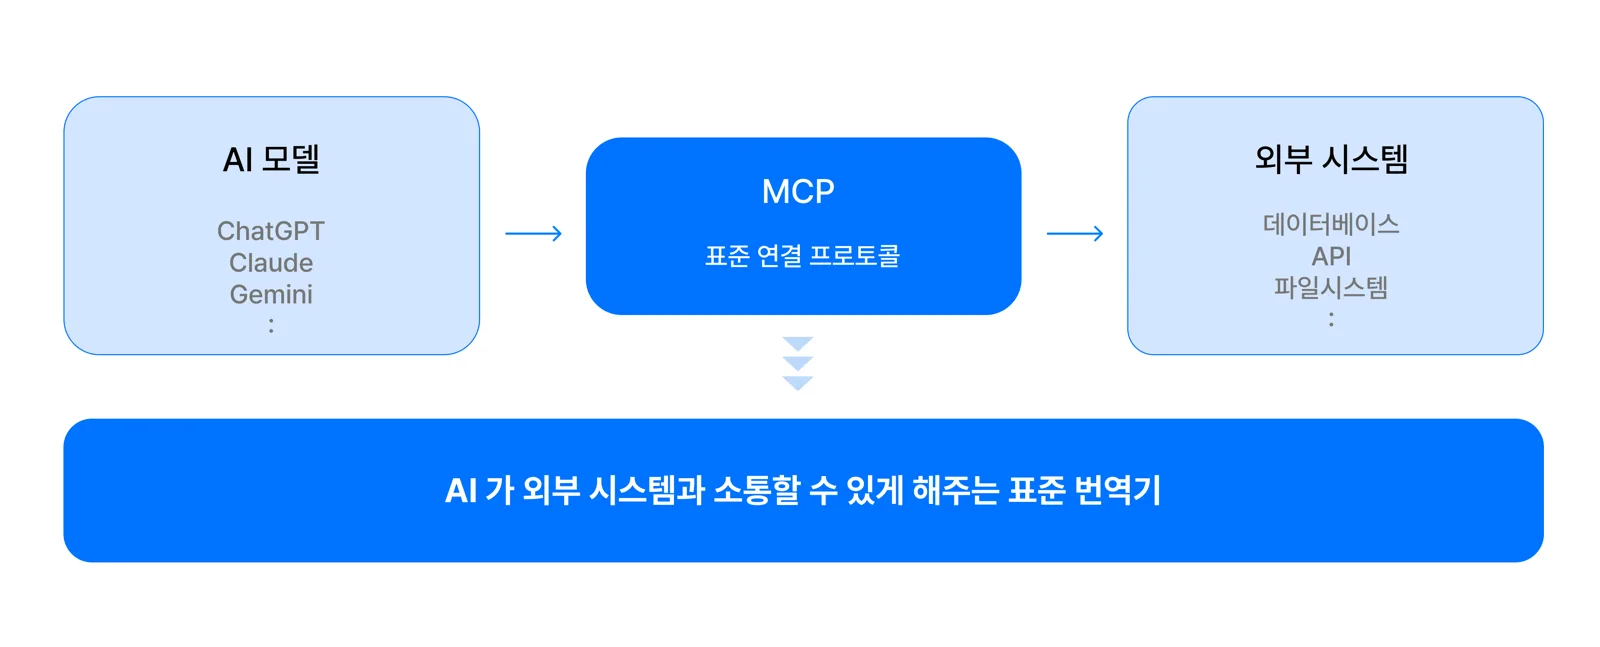 AI 모델
ChatGPT
Claude
Gemini
:
MCP
표준 연결 프로토콜
외부 시스템
데이터베이스
API
파일시스템
:
AI 가 외부 시스템과 소통할 수 있게 해주는 표준 번역기